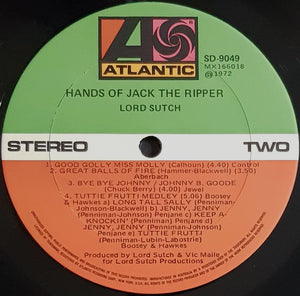 ATLANTIC
SD-9049
MX166018
℗1972
HANDS OF JACK THE RIPPER
LORD SUTCH
STEREO
TWO
1. GOOD GOLLY MISS MOLLY (Calhoun) (4.40) Control
2. GREAT BALLS OF FIRE (Hammer-Blackwell) (3.50)
Aberbach
3. BYE BYE JOHNNY / JOHNNY B. GOODE
(Chuck Berry) (4.00) Jewel
4. TUTTIE FRUTTI MEDLEY (5.06) Boosey
& Hawkes a) LONG TALL SALLY (Penniman-
Johnson-Blackwell) b) JENNY, JENNY
(Penniman-Johnson-Penjane) c) KEEP A-
KNOCKIN' (Penniman) Penjane d)
JENNY, JENNY (Penniman-Johnson)
Penjane e) TUTTIE FRUTTI
(Penniman-Lubin-Labostrie)
Boosey & Hawkes
Produced by Lord Sutch & Vic Maile
for Lord Sutch Productions